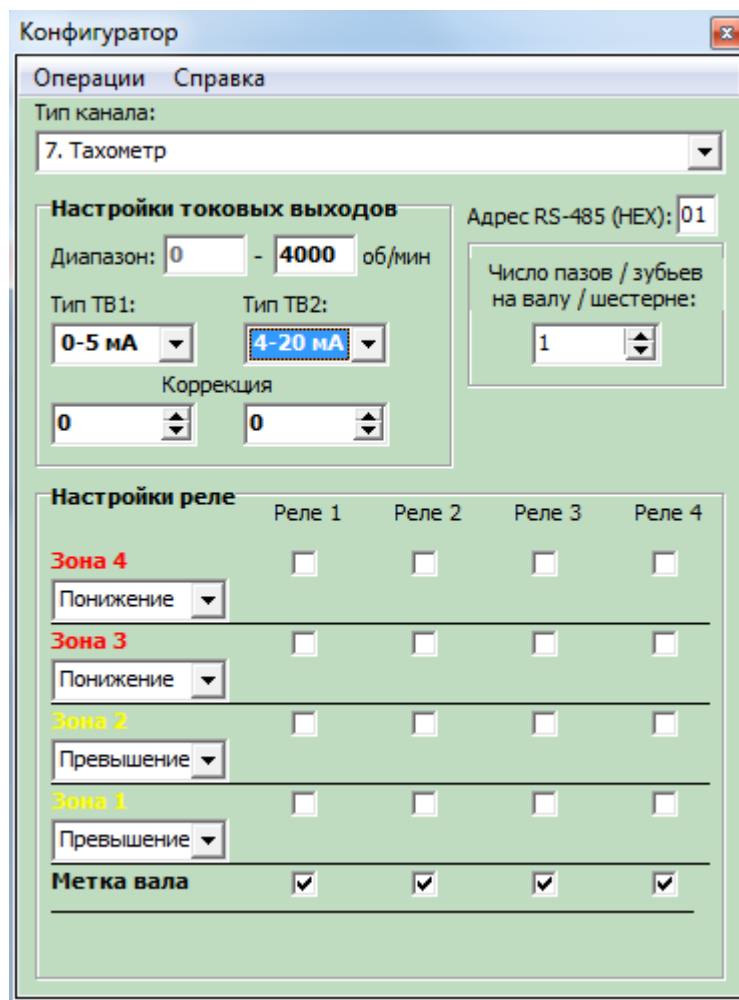 Конфигуратор
Операции Справка
Тип канала:
7. Тахометр
Настройки токовых выходов
Адрес RS-485 (HEX): 01
Диапазон: 0 - 4000 об/мин
Число пазов / зубьев
на валу / шестерне:
1
Тип ТВ1: Тип ТВ2:
0-5 мА 4-20 мА
Коррекция
0 0
Настройки реле
Реле 1 Реле 2 Реле 3 Реле 4
Зона 4
Понижение
Зона 3
Понижение
Зона 2
Превышение
Зона 1
Превышение
Метка вала